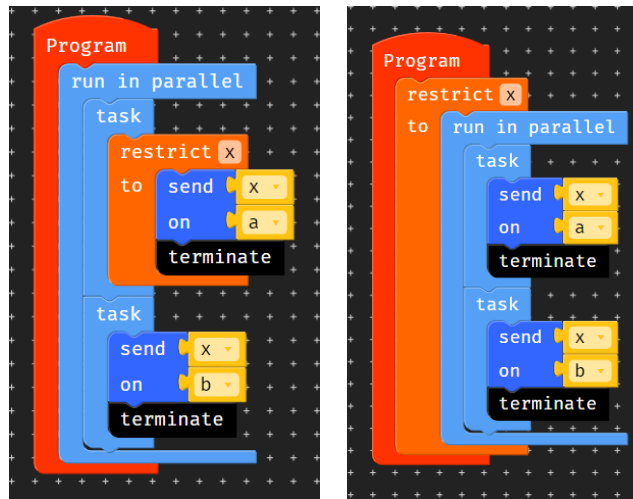 Program
run in parallel
task
restrict x
to send x
on a
terminate
task
send x
on b
terminate
Program
restrict x
to run in parallel
task
send x
on a
terminate
task
send x
on b
terminate